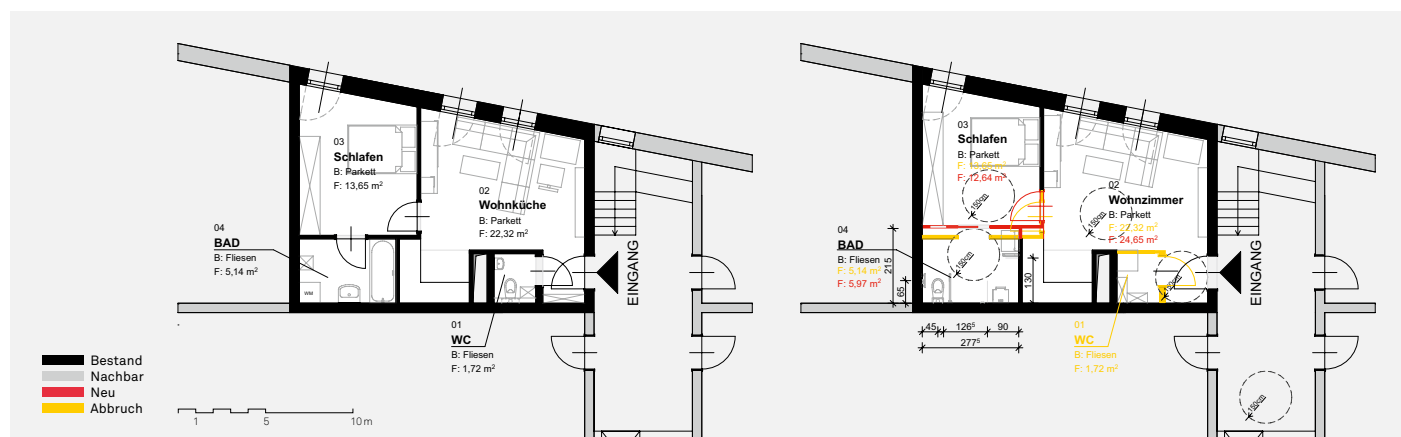 03
Schlafen
B: Parkett
F: 13,65 m²
02
Wohnküche
B: Parkett
F: 22,32 m²
04
BAD
B: Fliesen
F: 5,14 m²
WM
EINGANG
01
WC
B: Fliesen
F: 1,72 m²
Bestand
Nachbar
Neu
Abbruch
1 5 10 m
03
Schlafen
B: Parkett
F: 13,65 m²
F: 12,64 m²
150cm
02
Wohnzimmer
B: Parkett
F: 22,32 m²
F: 24,65 m²
150cm
04
BAD
B: Fliesen
F: 5,14 m²
F: 5,97 m²
150cm
215
65
130
45 126⁵ 90
277⁵
EINGANG
01
WC
B: Fliesen
F: 1,72 m²
150cm